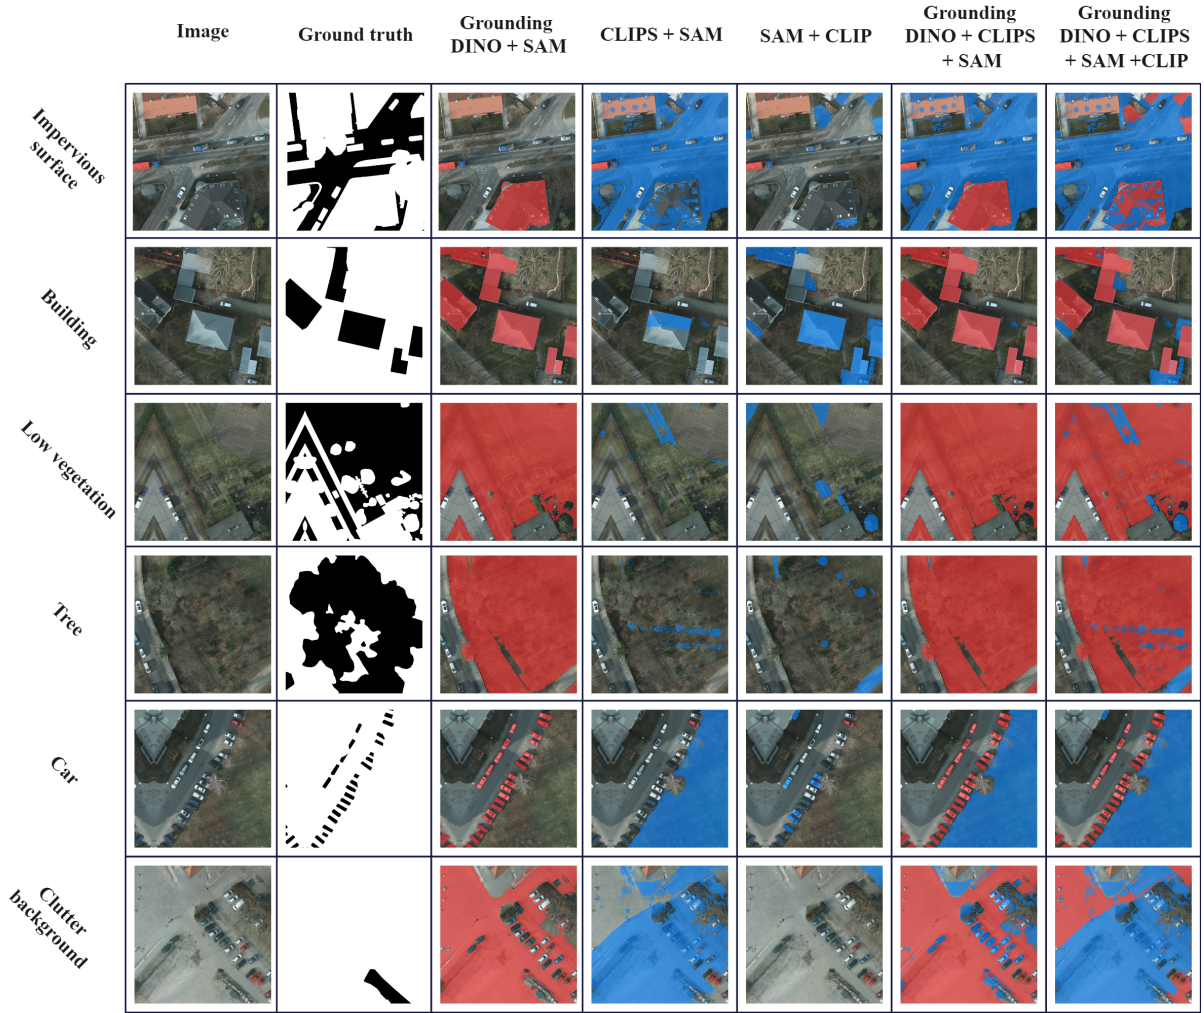 Image
Ground truth
Grounding
DINO + SAM
CLIPS + SAM
SAM + CLIP
Grounding
DINO + CLIPS
+ SAM
Grounding
DINO + CLIPS
+ SAM +CLIP
Impervious
surface
Building
Low vegetation
Tree
Car
Clutter
background